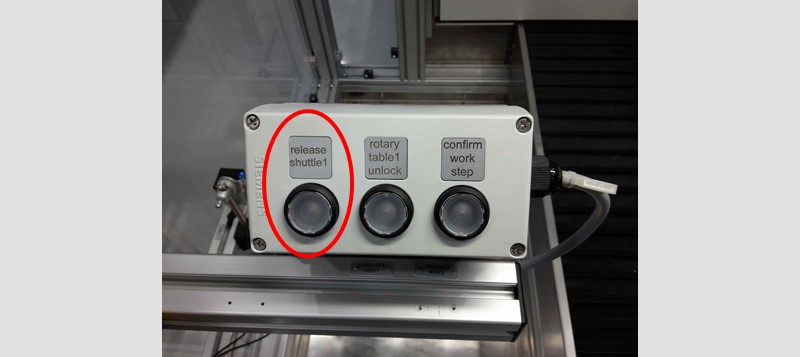 release
shuttle1
rotary
table1
unlock
confirm
work
step
SIEMENS